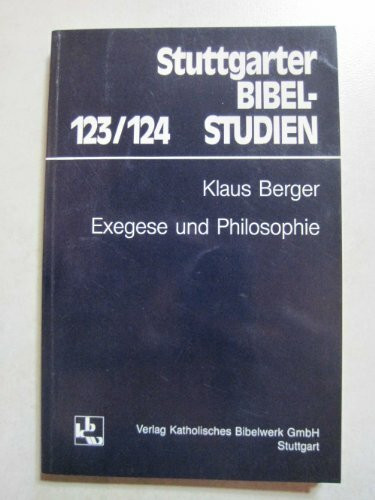 Stuttgarter
BIBEL-
123/124 STUDIEN
Klaus Berger
Exegese und Philosophie
kbw
Verlag Katholisches Bibelwerk GmbH
Stuttgart